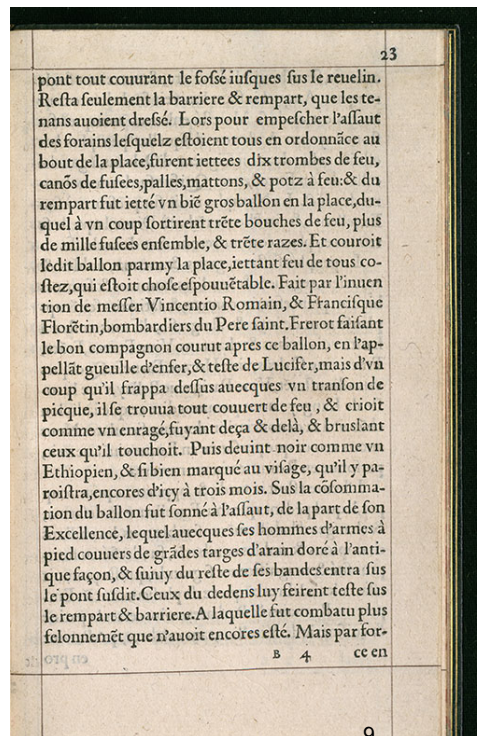 23
pont tout couurant le fossé iusques sus le reuelin.
Resta seulement la barriere & rempart, que les te-
nans auoient dressé. Lors pour empescher l'assaut
des forains lesquelz estoient tous en ordonnãce au
bout de la place, furent iettees dix trombes de feu,
canõs de fusees, palles, mattons, & potz à feu: & du
rempart fut ietté vn biẽ gros ballon en la place, du-
quel à vn coup sortirent trẽte bouches de feu, plus
de mille fusees ensemble, & trẽte razes. Et couroit
ledit ballon parmy la place, iettant feu de tous co-
stez, qui estoit chose espouuẽtable. Fait par l'inuen
tion de messer Vincentio Romain, & Francisque
Florẽtin, bombardiers du Pere saint. Frerot faisant
le bon compagnon courut apres ce ballon, en l'ap-
pellãt gueulle d'enfer, & teste de Lucifer, mais d'vn
coup qu'il frappa dessus auecques vn transon de
picque, il se trouua tout couuert de feu, & crioit
comme vn enragé, fuyant deça & delà, & bruslant
ceux qu'il touchoit. Puis deuint noir comme vn
Ethiopien, & si bien marqué au visage, qu'il y pa-
roistra, encores d'icy à trois mois. Sus la cõsomma-
tion du ballon fut sonné à l'assaut, de la part de son
Excellence, lequel auecques ses hommes d'armes à
pied couuers de grãdes targes d'arain doré à l'anti-
que façon, & suiuy du reste de ses bandes entra sus
le pont susdit. Ceux du dedens luy feirent teste sus
le rempart & barriere. A laquelle fut combatu plus
felonnemẽt que n'auoit encores esté. Mais par for-
B 4 ce en
9